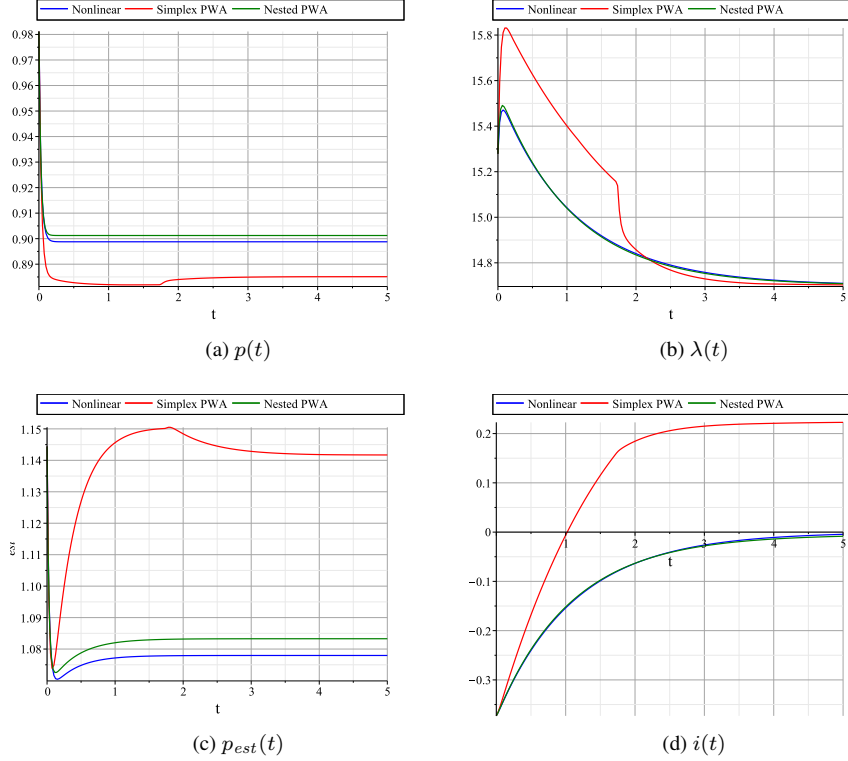 Nonlinear Simplex PWA Nested PWA
0.98
0.97
0.96
0.95
0.94
0.93
0.92
0.91
0.90
0.89
0 1 2 3 4 5
t
(a) p(t)
Nonlinear Simplex PWA Nested PWA
15.8
15.6
15.4
15.2
15.0
14.8
0 1 2 3 4 5
t
(b) λ(t)
Nonlinear Simplex PWA Nested PWA
1.15
1.14
1.13
1.12
1.11
1.10
1.09
1.08
0 1 2 3 4 5
t
(c) p_{est}(t)
Nonlinear Simplex PWA Nested PWA
0.2
0.1
0
1 2 3 4 5
t
−0.1
−0.2
−0.3
(d) i(t)